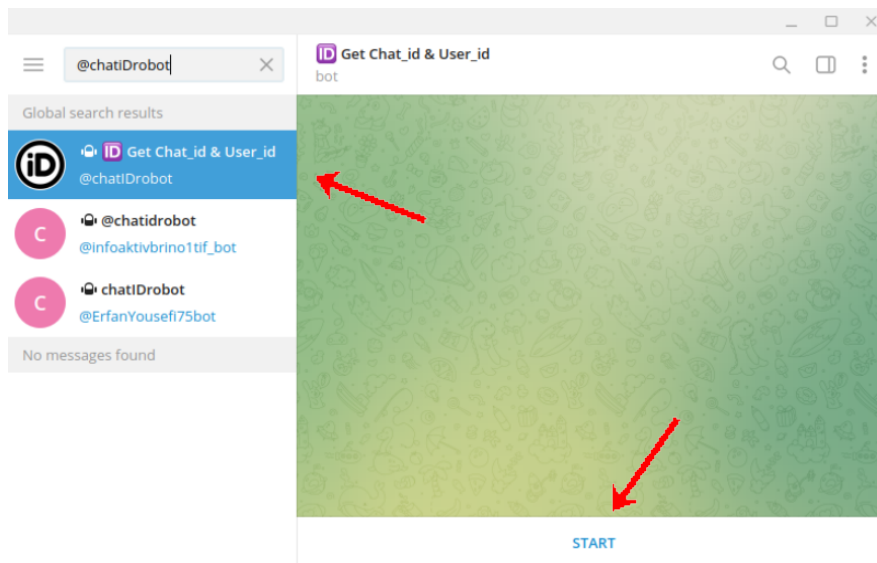 @chatiDrobot
Global search results
iD
🆔 Get Chat_id & User_id
@chatIDrobot
C
@chatidrobot
@infoaktivbrino1tif_bot
C
chatIDrobot
@ErfanYousefi75bot
No messages found
🆔 Get Chat_id & User_id
bot
START